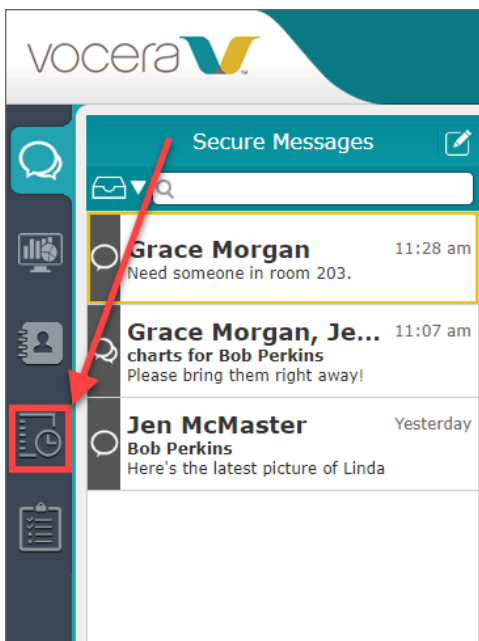 vocera
Secure Messages
Grace Morgan 11:28 am
Need someone in room 203.
Grace Morgan, Je... 11:07 am
charts for Bob Perkins
Please bring them right away!
Jen McMaster Yesterday
Bob Perkins
Here's the latest picture of Linda